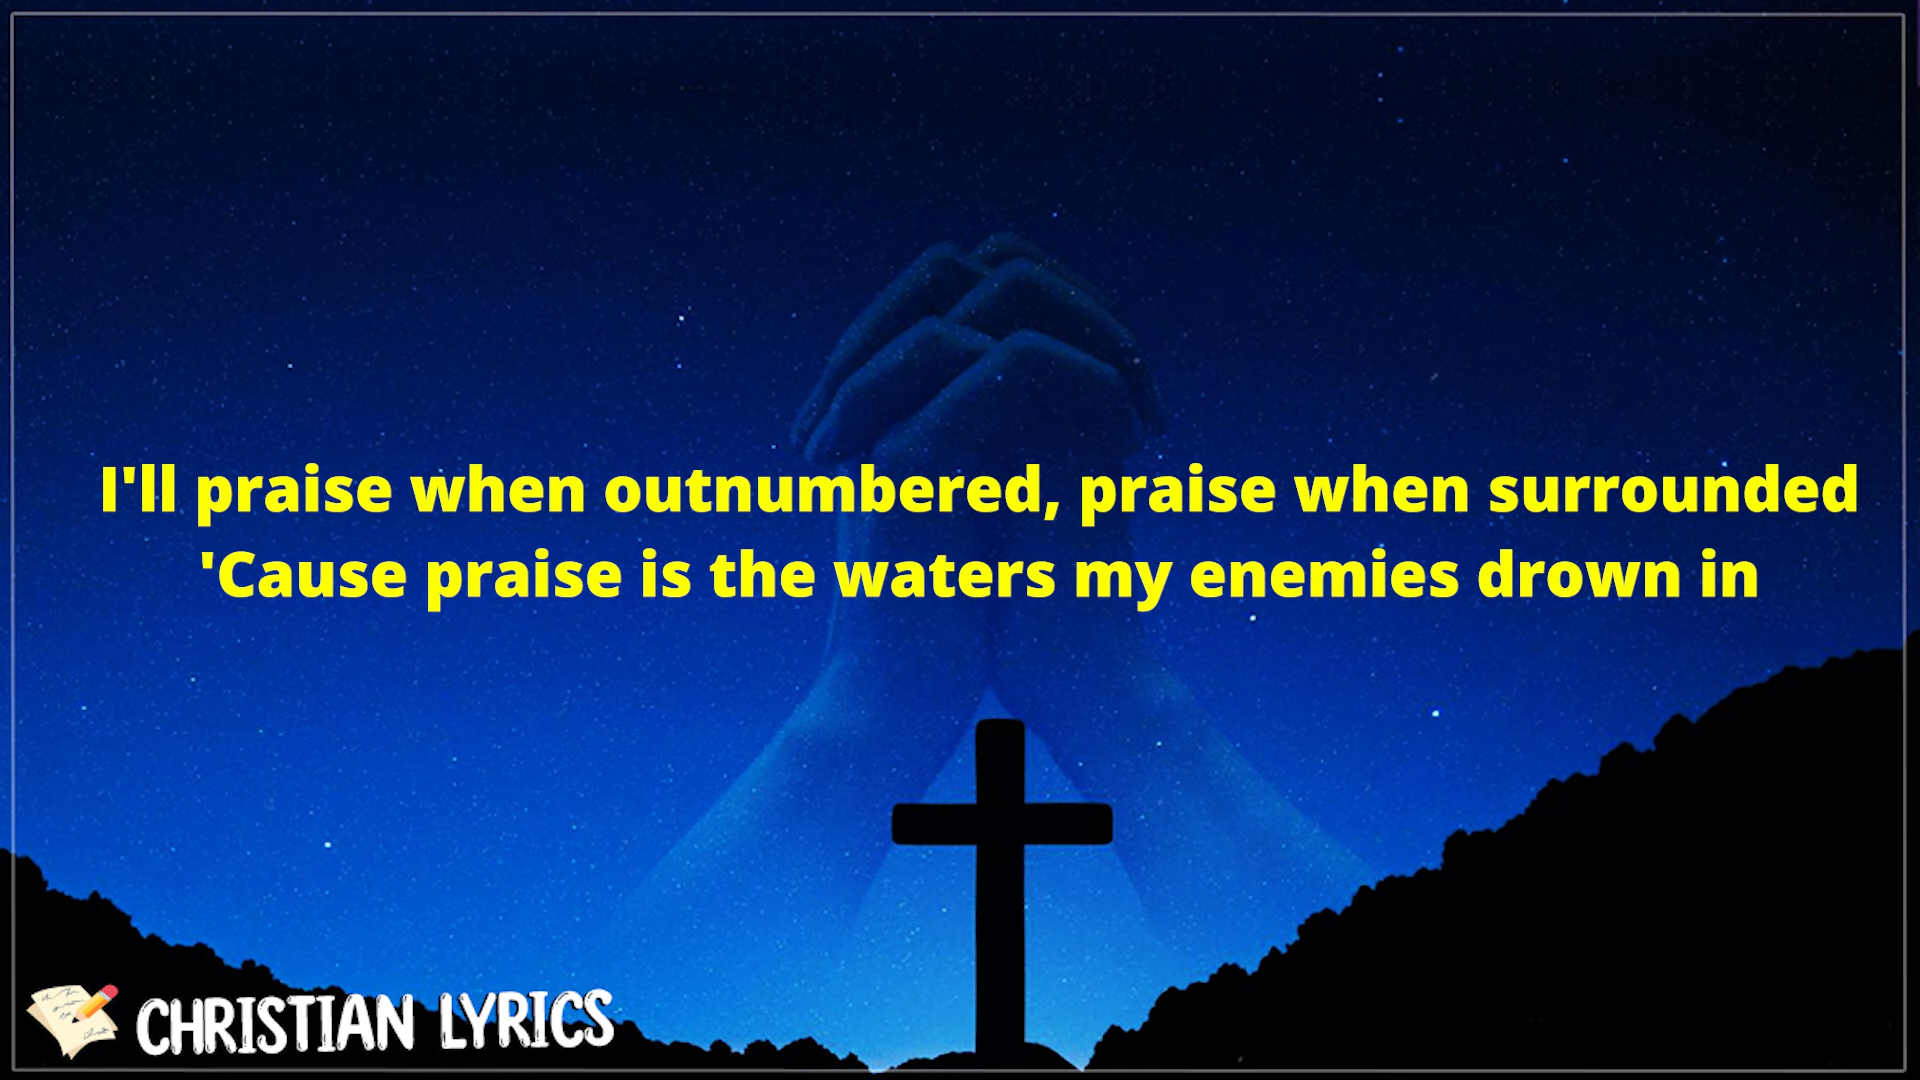 I'll praise when outnumbered, praise when surrounded
'Cause praise is the waters my enemies drown in
CHRISTIAN LYRICS